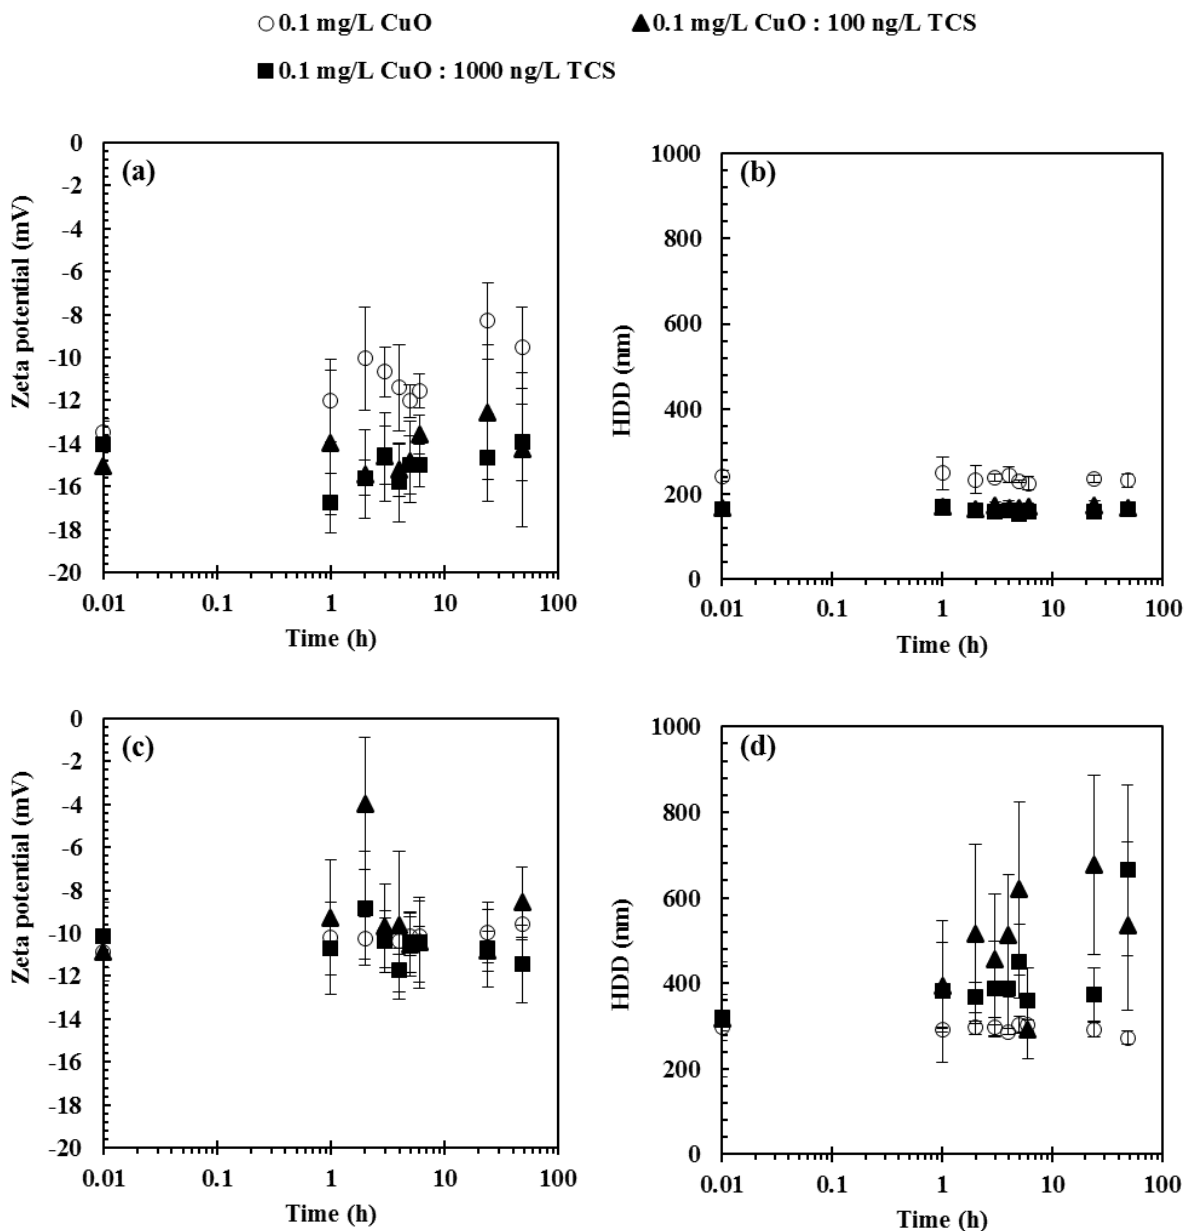 0.1 mg/L CuO
0.1 mg/L CuO : 100 ng/L TCS
0.1 mg/L CuO : 1000 ng/L TCS
(a)
Zeta potential (mV)
0
-2
-4
-6
-8
-10
-12
-14
-16
-18
-20
0.01 0.1 1 10 100
Time (h)
(b)
HDD (nm)
1000
800
600
400
200
0
0.01 0.1 1 10 100
Time (h)
(c)
Zeta potential (mV)
0
-2
-4
-6
-8
-10
-12
-14
-16
-18
-20
0.01 0.1 1 10 100
Time (h)
(d)
HDD (nm)
1000
800
600
400
200
0
0.01 0.1 1 10 100
Time (h)